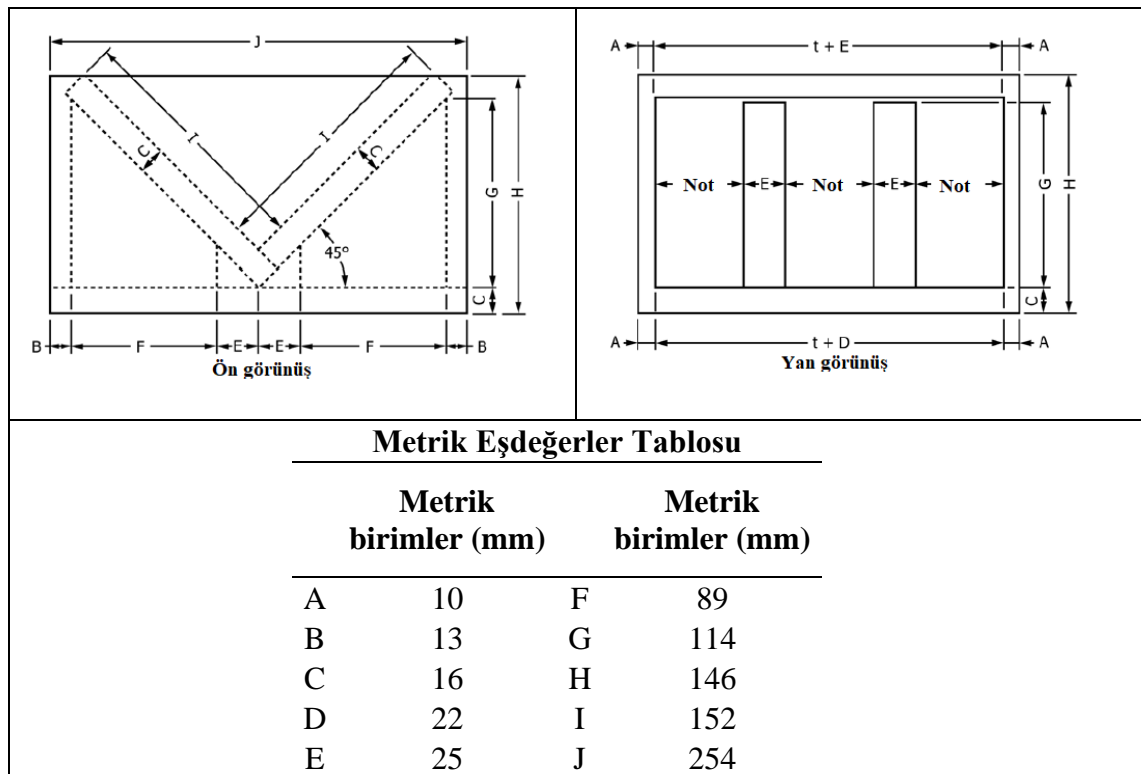 J
I
I
C
C
G
H
45°
C
B
F
E
E
F
B
Ön görünüş
A
t + E
A
Not
E
Not
E
Not
G
H
C
A
t + D
A
Yan görünüş
Metrik Eşdeğerler Tablosu
Metrik birimler (mm)
Metrik birimler (mm)
A 10 F 89
B 13 G 114
C 16 H 146
D 22 I 152
E 25 J 254